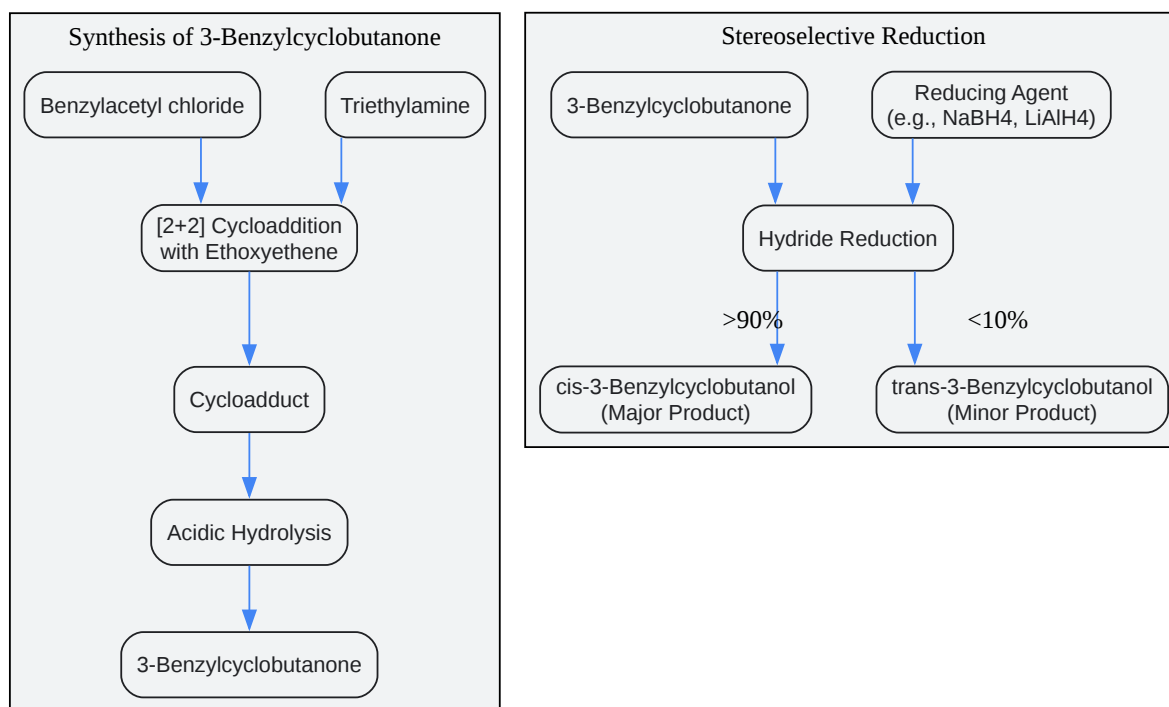 Synthesis of 3-Benzylcyclobutanone
Benzylacetyl chloride
Triethylamine
[2+2] Cycloaddition
with Ethoxyethene
Cycloadduct
Acidic Hydrolysis
3-Benzylcyclobutanone
Stereoselective Reduction
3-Benzylcyclobutanone
Reducing Agent
(e.g., NaBH4, LiAlH4)
Hydride Reduction
>90%
<10%
cis-3-Benzylcyclobutanol
(Major Product)
trans-3-Benzylcyclobutanol
(Minor Product)